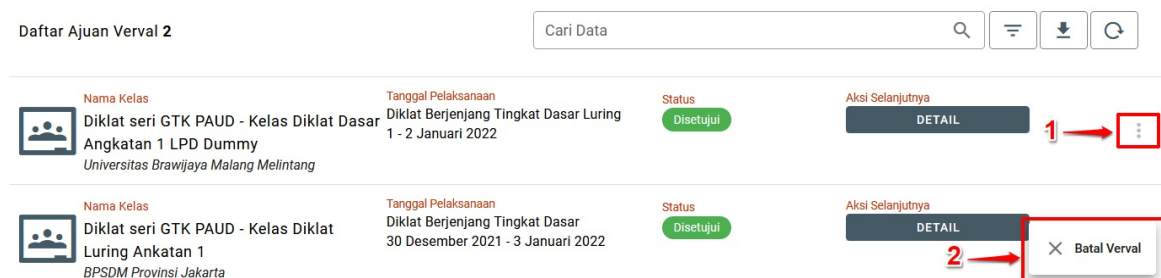 Daftar Ajuan Verval 2
Cari Data
Nama Kelas
Diklat seri GTK PAUD - Kelas Diklat Dasar
Angkatan 1 LPD Dummy
Universitas Brawijaya Malang Melintang
Tanggal Pelaksanaan
Diklat Berjenjang Tingkat Dasar Luring
1 - 2 Januari 2022
Status
Disetujui
Aksi Selanjutnya
DETAIL
1
Nama Kelas
Diklat seri GTK PAUD - Kelas Diklat
Luring Ankatan 1
BPSDM Provinsi Jakarta
Tanggal Pelaksanaan
Diklat Berjenjang Tingkat Dasar
30 Desember 2021 - 3 Januari 2022
Status
Disetujui
Aksi Selanjutnya
DETAIL
2
Batal Verval